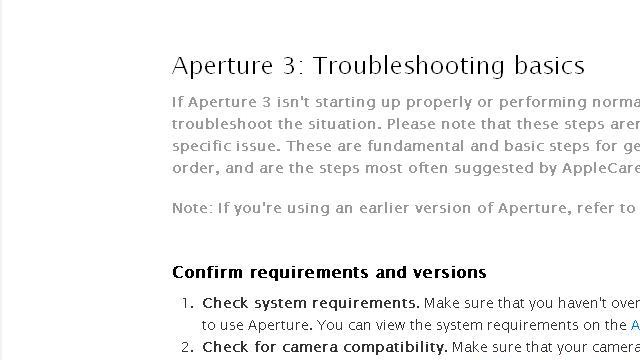 Aperture 3: Troubleshooting basics
If Aperture 3 isn't starting up properly or performing norma
troubleshoot the situation. Please note that these steps aren
specific issue. These are fundamental and basic steps for ge
order, and are the steps most often suggested by AppleCare
Note: If you're using an earlier version of Aperture, refer to
Confirm requirements and versions
1. Check system requirements. Make sure that you haven't over
to use Aperture. You can view the system requirements on the A
2. Check for camera compatibility. Make sure that your camera